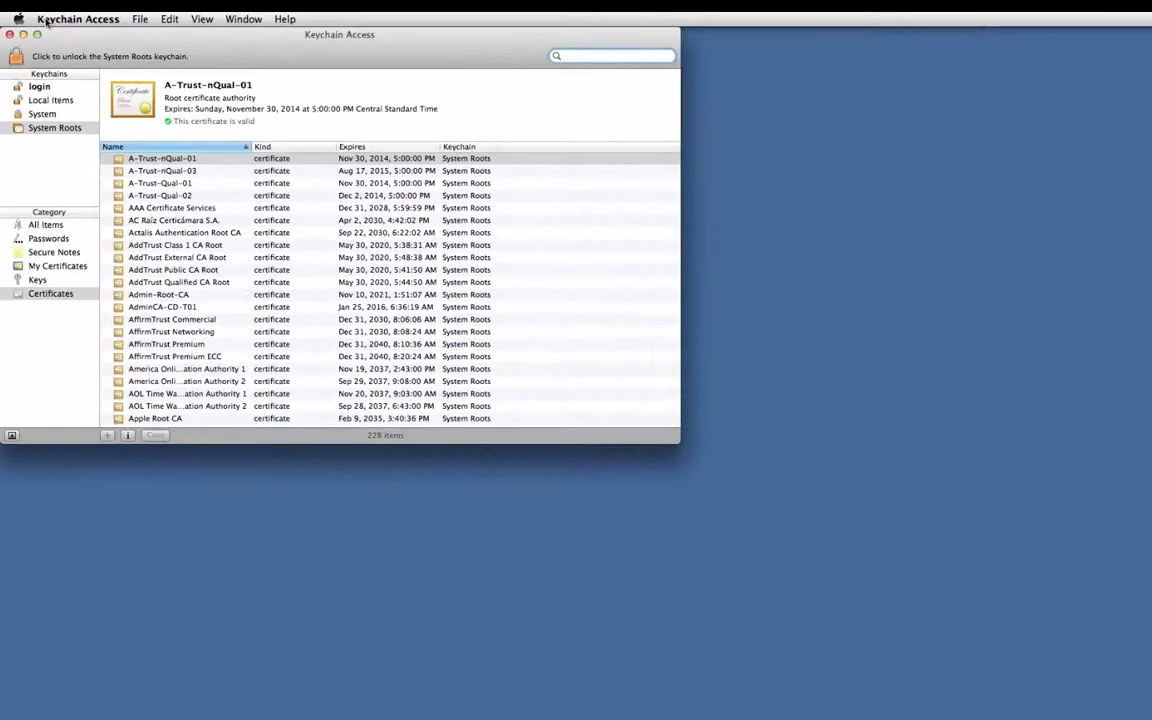 Keychain Access File Edit View Window Help
Keychain Access
Click to unlock the System Roots keychain.
Keychains
login
Local Items
System
System Roots
Category
All Items
Passwords
Secure Notes
My Certificates
Keys
Certificates
Certificate
A-Trust-nQual-01
Root certificate authority
Expires: Sunday, November 30, 2014 at 5:00:00 PM Central Standard Time
This certificate is valid
Name Kind Expires Keychain
A-Trust-nQual-01 certificate Nov 30, 2014, 5:00:00 PM System Roots
A-Trust-nQual-03 certificate Aug 17, 2015, 5:00:00 PM System Roots
A-Trust-Qual-01 certificate Nov 30, 2014, 5:00:00 PM System Roots
A-Trust-Qual-02 certificate Dec 2, 2014, 5:00:00 PM System Roots
AAA Certificate Services certificate Dec 31, 2028, 5:59:59 PM System Roots
AC Raíz Certicámara S.A. certificate Apr 2, 2030, 4:42:02 PM System Roots
Actalis Authentication Root CA certificate Sep 22, 2030, 6:22:02 AM System Roots
AddTrust Class 1 CA Root certificate May 30, 2020, 5:38:31 AM System Roots
AddTrust External CA Root certificate May 30, 2020, 5:48:38 AM System Roots
AddTrust Public CA Root certificate May 30, 2020, 5:41:50 AM System Roots
AddTrust Qualified CA Root certificate May 30, 2020, 5:44:50 AM System Roots
Admin-Root-CA certificate Nov 10, 2021, 1:51:07 AM System Roots
AdminCA-CD-T01 certificate Jan 25, 2016, 6:36:19 AM System Roots
AffirmTrust Commercial certificate Dec 31, 2030, 8:06:06 AM System Roots
AffirmTrust Networking certificate Dec 31, 2030, 8:08:24 AM System Roots
AffirmTrust Premium certificate Dec 31, 2040, 8:10:36 AM System Roots
AffirmTrust Premium ECC certificate Dec 31, 2040, 8:20:24 AM System Roots
America Onli...ation Authority 1 certificate Nov 19, 2037, 2:43:00 PM System Roots
America Onli...ation Authority 2 certificate Sep 29, 2037, 9:08:00 AM System Roots
AOL Time Wa...ation Authority 1 certificate Nov 20, 2037, 9:03:00 AM System Roots
AOL Time Wa...ation Authority 2 certificate Sep 28, 2037, 6:43:00 PM System Roots
Apple Root CA certificate Feb 9, 2035, 3:40:36 PM System Roots
+ i Copy 228 items